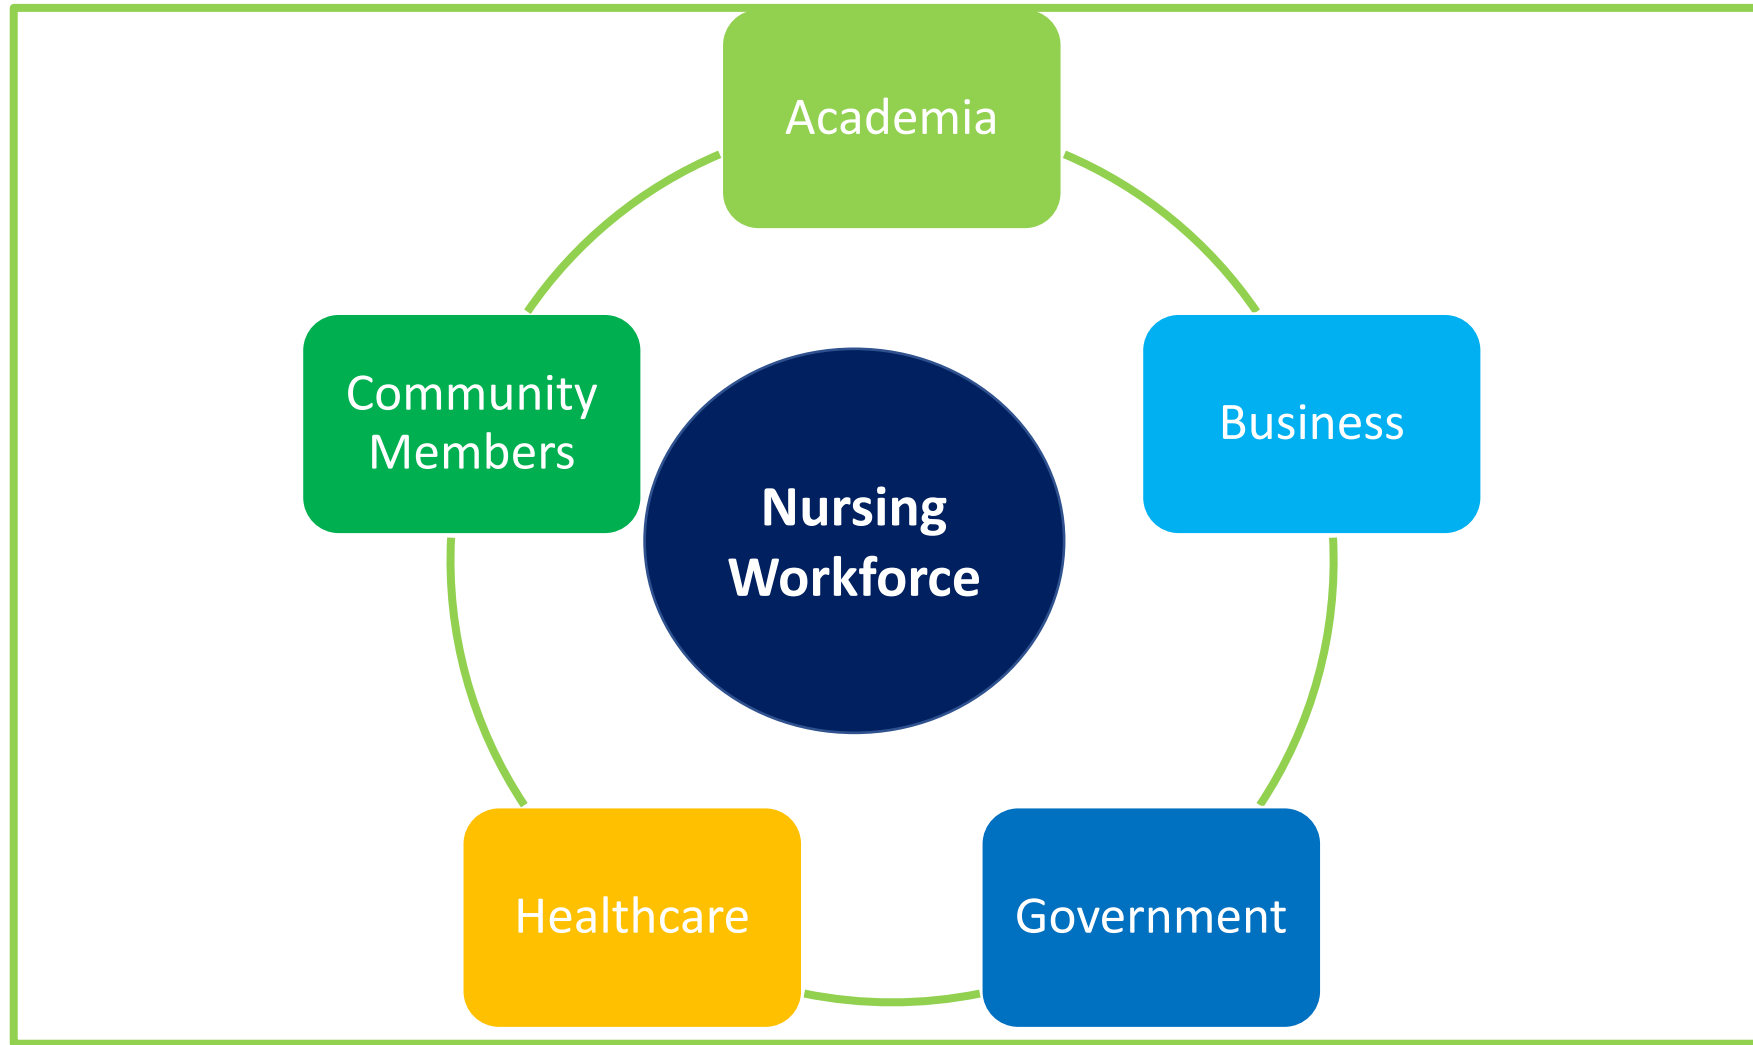 Academia
Community
Members
Business
Nursing
Workforce
Healthcare
Government